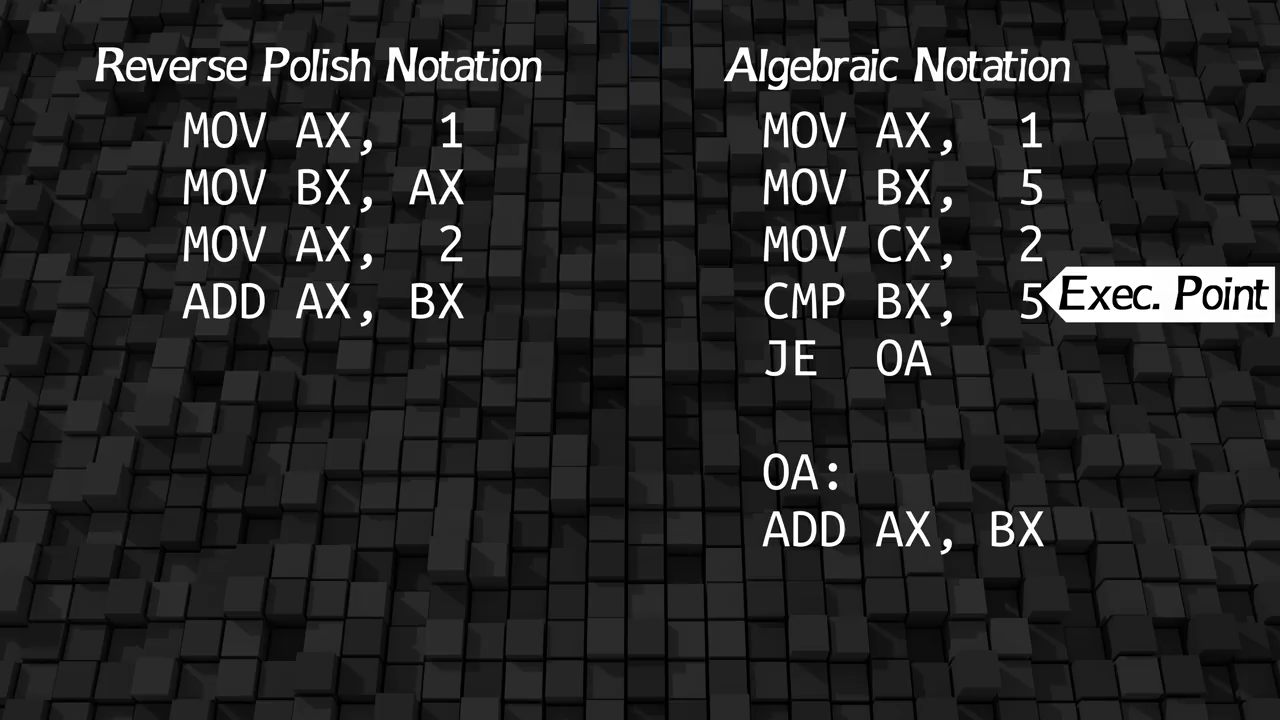 Reverse Polish Notation
MOV AX, 1
MOV BX, AX
MOV AX, 2
ADD AX, BX
Algebraic Notation
MOV AX, 1
MOV BX, 5
MOV CX, 2
CMP BX, 5
Exec. Point
JE OA
OA:
ADD AX, BX